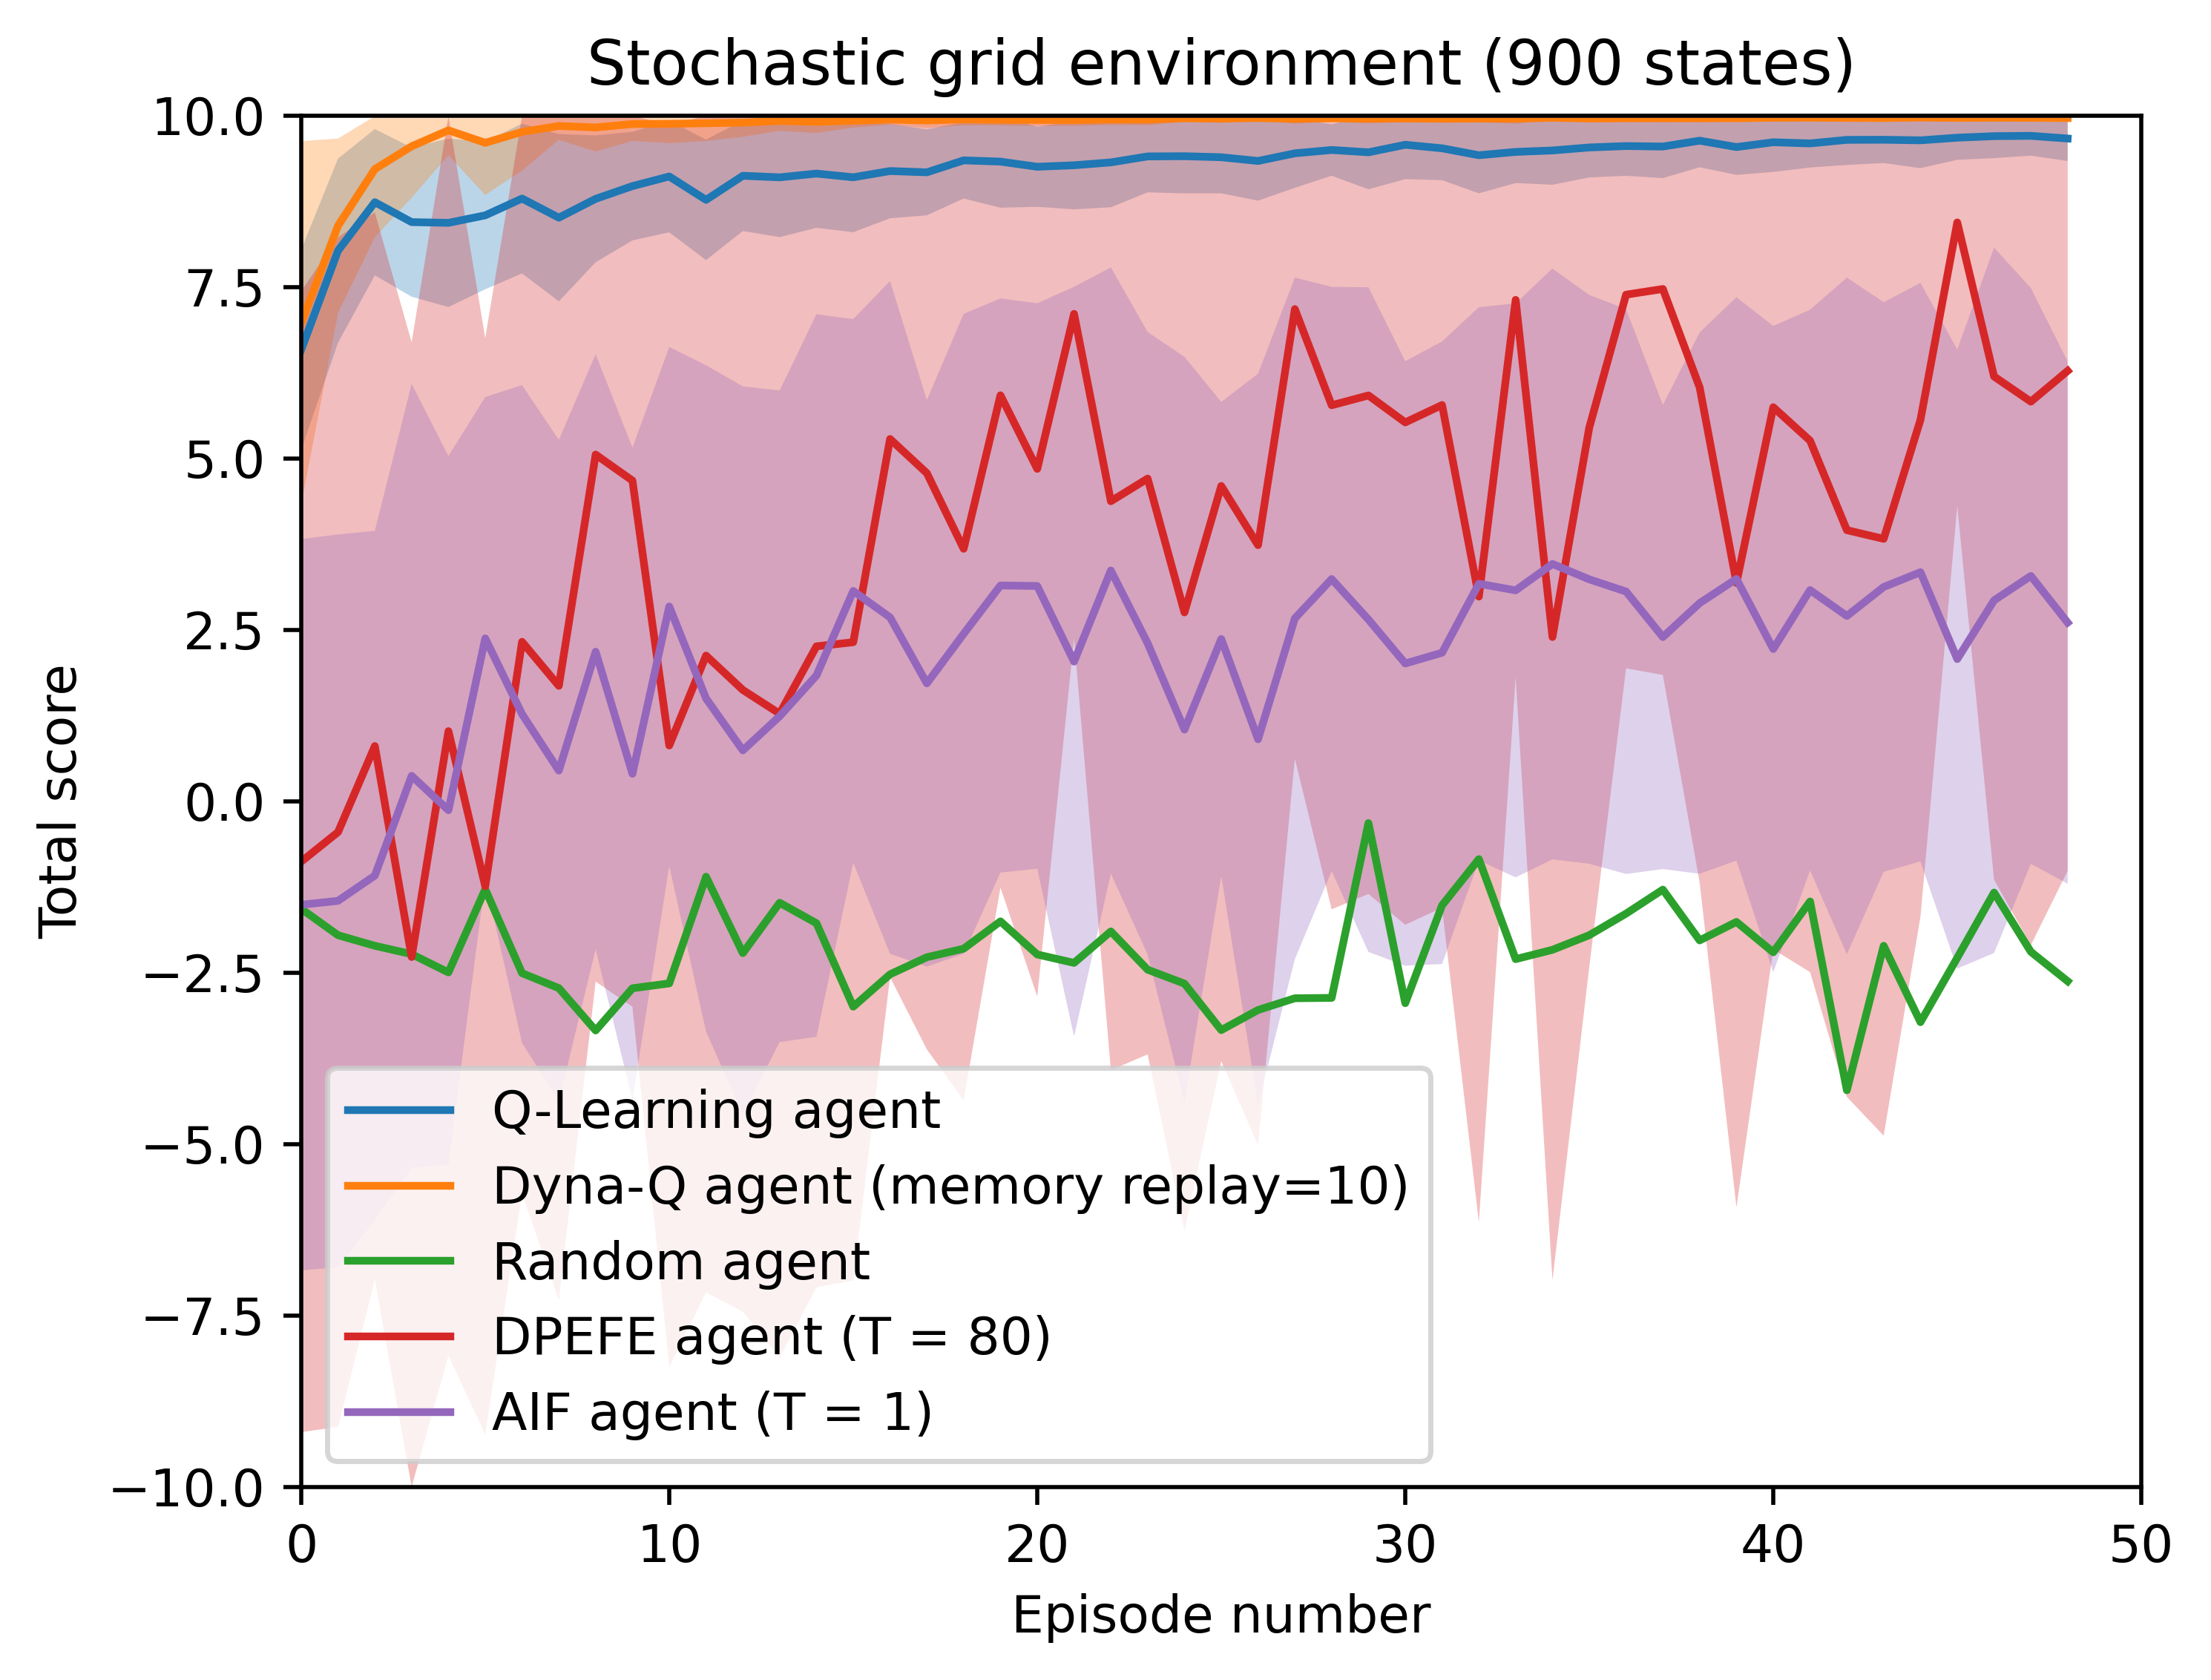 Stochastic grid environment (900 states)
10.0
7.5
5.0
2.5
0.0
−2.5
−5.0
−7.5
−10.0
Total score
Q-Learning agent
Dyna-Q agent (memory replay=10)
Random agent
DPEFE agent (T = 80)
AIF agent (T = 1)
0 10 20 30 40 50
Episode number